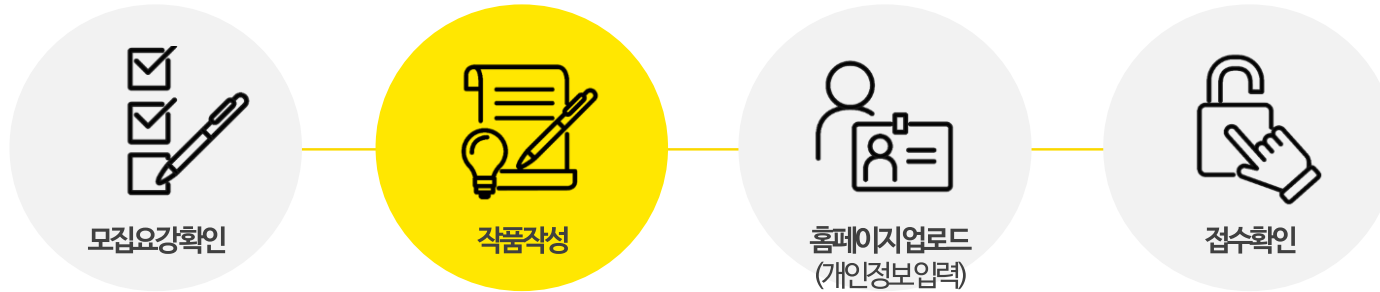 모집요강확인
작품작성
홈페이지업로드
(개인정보 입력)
접수확인